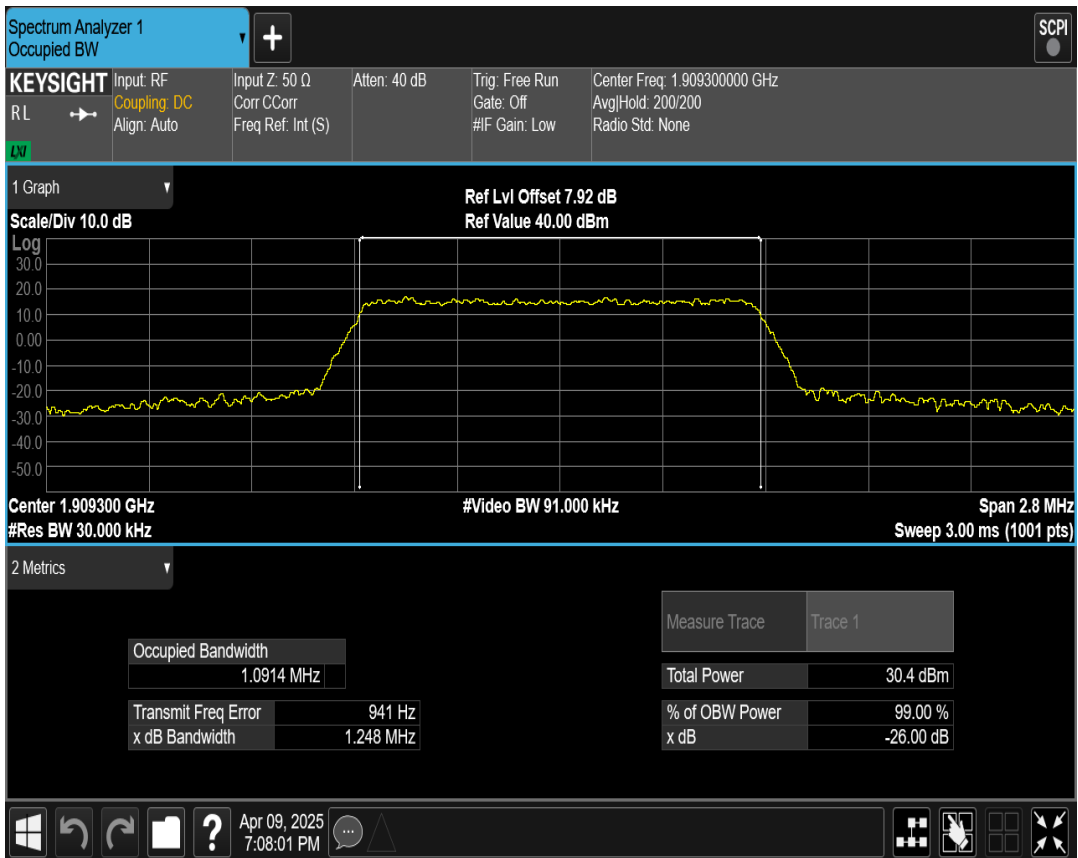 Spectrum Analyzer 1
Occupied BW
+
SCPI
KEYSIGHT
RL
LXI
Input: RF
Coupling: DC
Align: Auto
Input Z: 50 Ω
Corr CCorr
Freq Ref: Int (S)
Atten: 40 dB
Trig: Free Run
Gate: Off
#IF Gain: Low
Center Freq: 1.909300000 GHz
Avg|Hold: 200/200
Radio Std: None
1 Graph
Ref Lvl Offset 7.92 dB
Scale/Div 10.0 dB
Ref Value 40.00 dBm
Log
30.0
20.0
10.0
0.00
-10.0
-20.0
-30.0
-40.0
-50.0
Center 1.909300 GHz
#Video BW 91.000 kHz
Span 2.8 MHz
#Res BW 30.000 kHz
Sweep 3.00 ms (1001 pts)
2 Metrics
Measure Trace
Trace 1
Occupied Bandwidth
1.0914 MHz
Total Power
30.4 dBm
Transmit Freq Error
941 Hz
% of OBW Power
99.00 %
x dB Bandwidth
1.248 MHz
x dB
-26.00 dB
?
Apr 09, 2025
7:08:01 PM